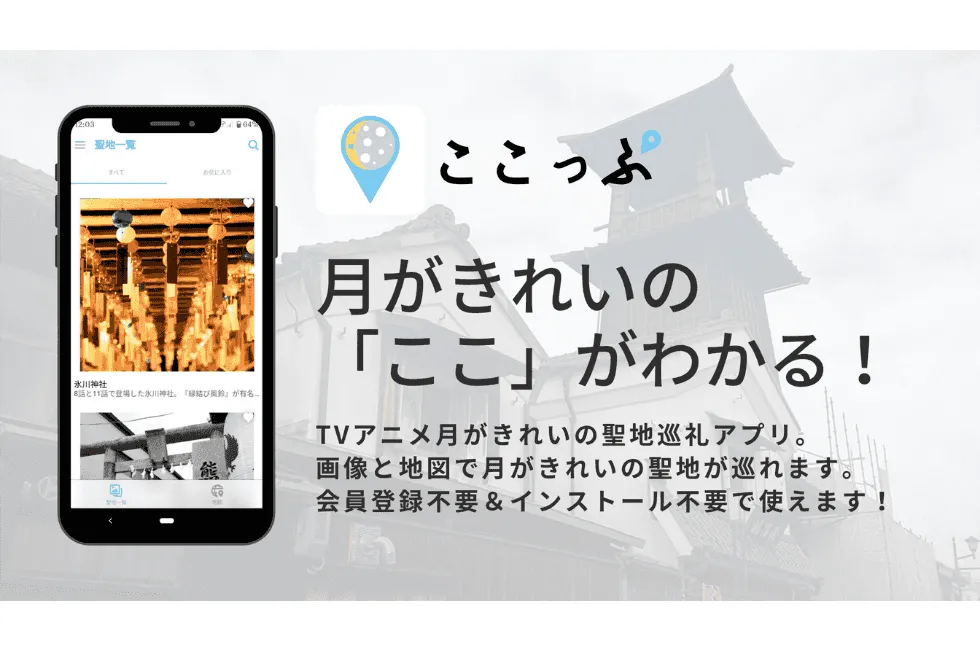 12:03
64%
聖地一覧
すべて
お気に入り
氷川神社
8話と11話で登場した氷川神社。『縁結び風鈴』が有名...
熊
聖地一覧
地図
ここっぷ
月がきれいの
「ここ」がわかる！
TVアニメ月がきれいの聖地巡礼アプリ。
画像と地図で月がきれいの聖地が巡れます。
会員登録不要＆インストール不要で使えます！